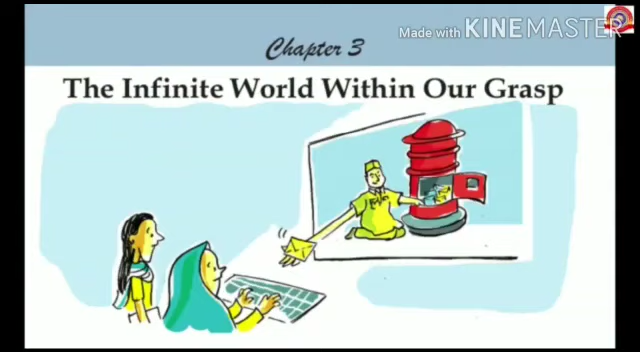 Made with KINEMASTER
Chapter 3
The Infinite World Within Our Grasp